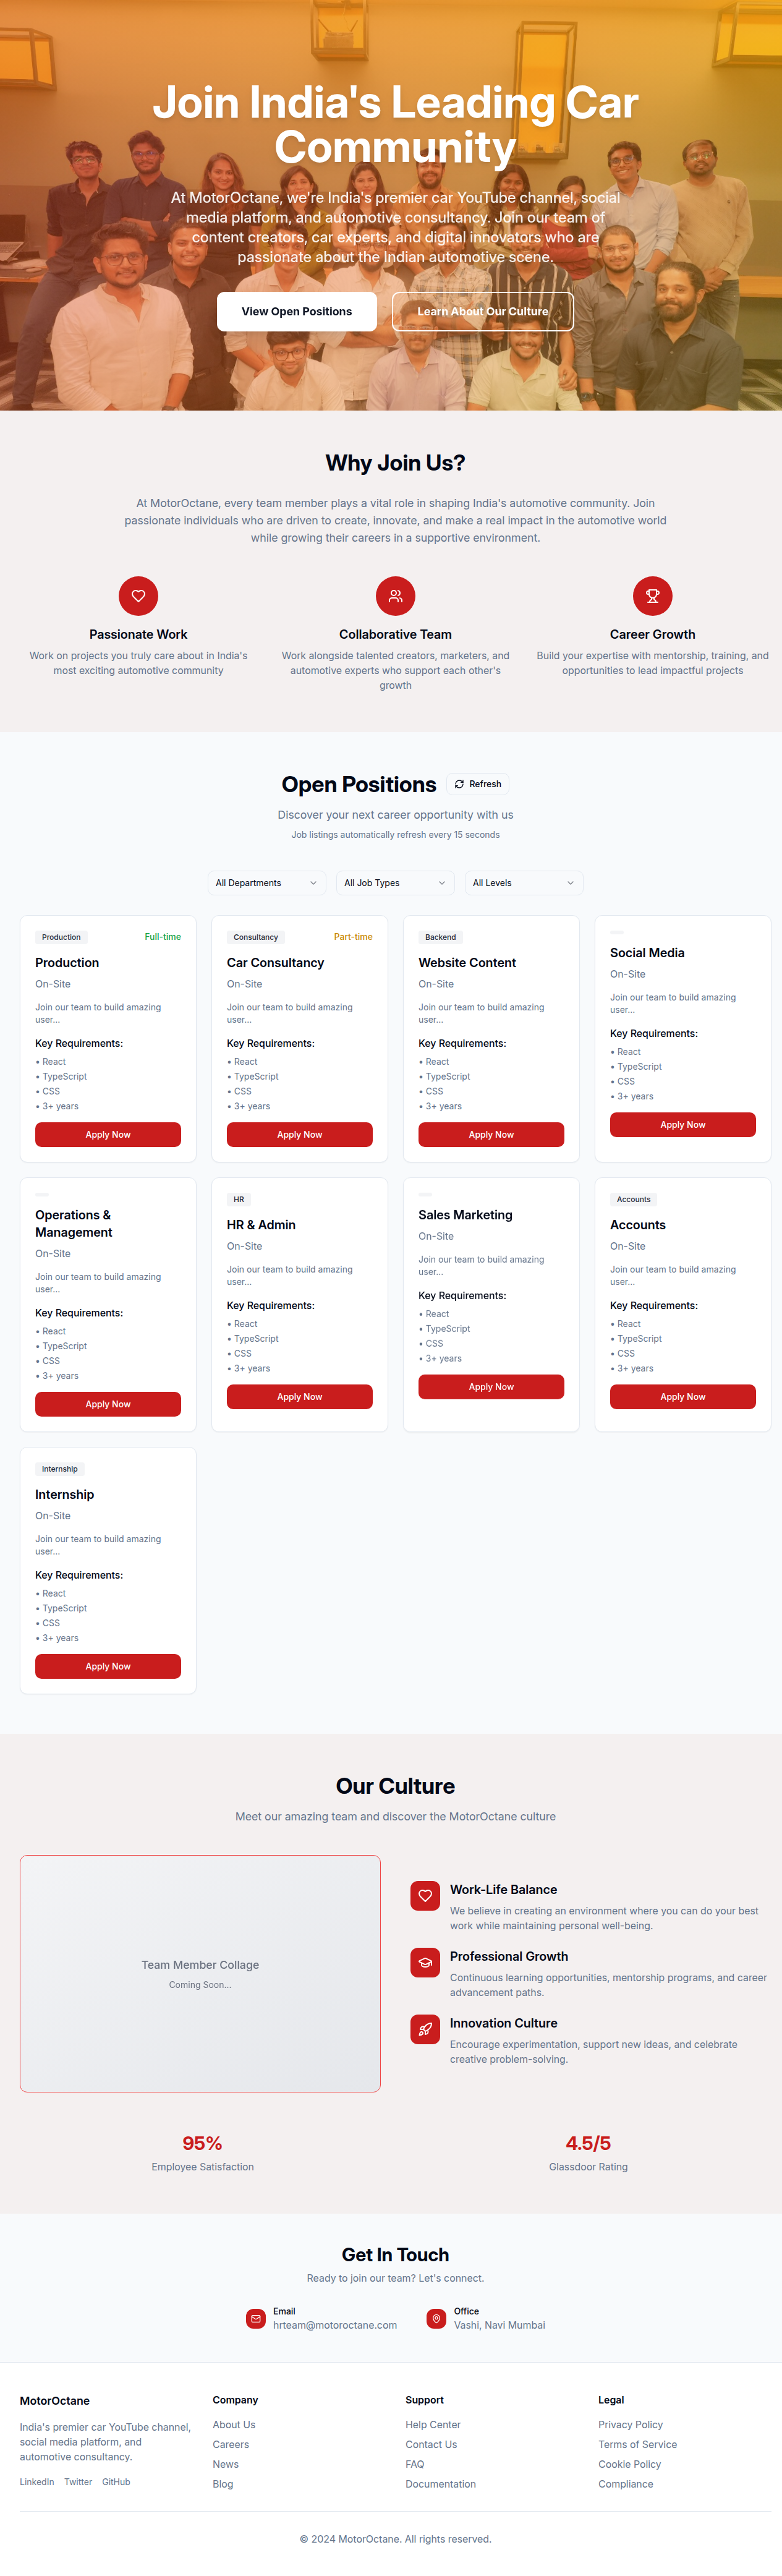 Join India's Leading Car
Community
At MotorOctane, we're India's premier car YouTube channel, social
media platform, and automotive consultancy. Join our team of
content creators, car experts, and digital innovators who are
passionate about the Indian automotive scene.
View Open Positions
Learn About Our Culture
Why Join Us?
At MotorOctane, every team member plays a vital role in shaping India's automotive community. Join
passionate individuals who are driven to create, innovate, and make a real impact in the automotive world
while growing their careers in a supportive environment.
Passionate Work
Work on projects you truly care about in India's
most exciting automotive community
Collaborative Team
Work alongside talented creators, marketers, and
automotive experts who support each other's
growth
Career Growth
Build your expertise with mentorship, training, and
opportunities to lead impactful projects
Open Positions
Refresh
Discover your next career opportunity with us
Job listings automatically refresh every 15 seconds
All Departments
All Job Types
All Levels
Production
Full-time
Production
On-Site
Join our team to build amazing
user...
Key Requirements:
• React
• TypeScript
• CSS
• 3+ years
Apply Now
Consultancy
Part-time
Car Consultancy
On-Site
Join our team to build amazing
user...
Key Requirements:
• React
• TypeScript
• CSS
• 3+ years
Apply Now
Backend
Website Content
On-Site
Join our team to build amazing
user...
Key Requirements:
• React
• TypeScript
• CSS
• 3+ years
Apply Now
Social Media
On-Site
Join our team to build amazing
user...
Key Requirements:
• React
• TypeScript
• CSS
• 3+ years
Apply Now
Operations &
Management
On-Site
Join our team to build amazing
user...
Key Requirements:
• React
• TypeScript
• CSS
• 3+ years
Apply Now
HR
HR & Admin
On-Site
Join our team to build amazing
user...
Key Requirements:
• React
• TypeScript
• CSS
• 3+ years
Apply Now
Sales Marketing
On-Site
Join our team to build amazing
user...
Key Requirements:
• React
• TypeScript
• CSS
• 3+ years
Apply Now
Accounts
Accounts
On-Site
Join our team to build amazing
user...
Key Requirements:
• React
• TypeScript
• CSS
• 3+ years
Apply Now
Internship
Internship
On-Site
Join our team to build amazing
user...
Key Requirements:
• React
• TypeScript
• CSS
• 3+ years
Apply Now
Our Culture
Meet our amazing team and discover the MotorOctane culture
Team Member Collage
Coming Soon...
Work-Life Balance
We believe in creating an environment where you can do your best
work while maintaining personal well-being.
Professional Growth
Continuous learning opportunities, mentorship programs, and career
advancement paths.
Innovation Culture
Encourage experimentation, support new ideas, and celebrate
creative problem-solving.
95%
Employee Satisfaction
4.5/5
Glassdoor Rating
Get In Touch
Ready to join our team? Let's connect.
Email
hrteam@motoroctane.com
Office
Vashi, Navi Mumbai
MotorOctane
India's premier car YouTube channel,
social media platform, and
automotive consultancy.
LinkedIn Twitter GitHub
Company
About Us
Careers
News
Blog
Support
Help Center
Contact Us
FAQ
Documentation
Legal
Privacy Policy
Terms of Service
Cookie Policy
Compliance
© 2024 MotorOctane. All rights reserved.